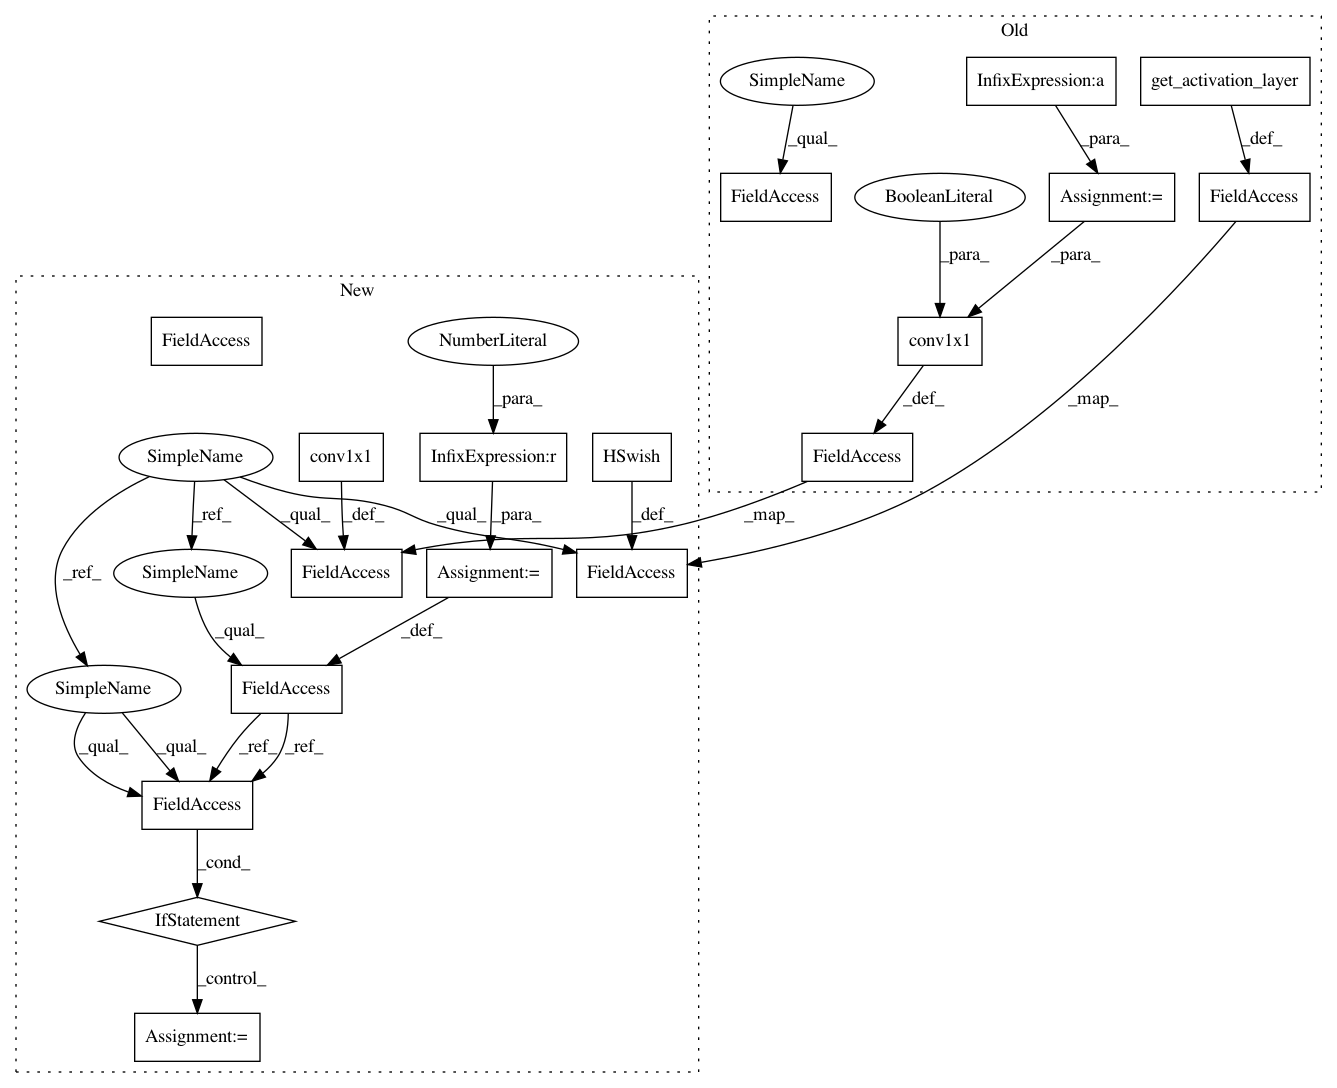 Old
SimpleName
InfixExpression:a
get_activation_layer
_qual_
_para_
_def_
FieldAccess
BooleanLiteral
Assignment:=
FieldAccess
_para_
_para_
New
FieldAccess
NumberLiteral
conv1x1
_para_
_def_
_map_
SimpleName
conv1x1
InfixExpression:r
HSwish
FieldAccess
_ref_
_qual_
_def_
_qual_
_para_
_def_
_map_
_ref_
SimpleName
FieldAccess
Assignment:=
FieldAccess
_qual_
_def_
SimpleName
FieldAccess
_qual_
_qual_
_ref_
_ref_
FieldAccess
_cond_
IfStatement
_control_
Assignment:=